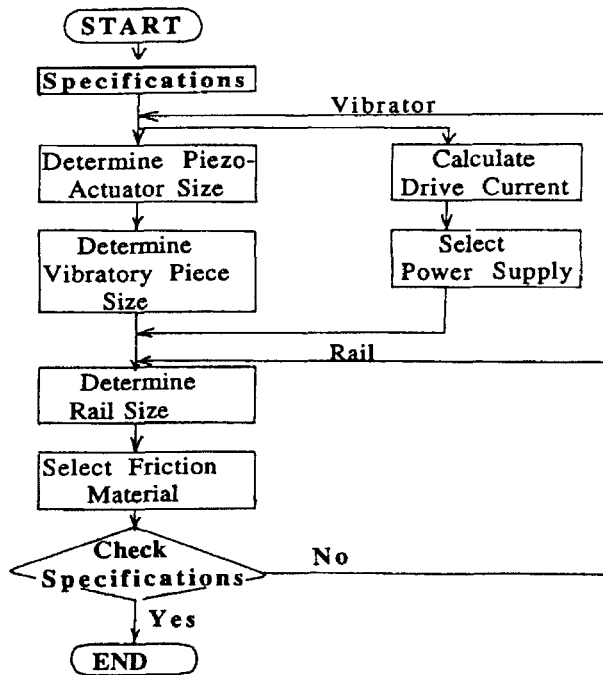 START
Specifications
Vibrator
Determine Piezo-
Actuator Size
Calculate
Drive Current
Determine
Vibratory Piece
Size
Select
Power Supply
Rail
Determine
Rail Size
Select Friction
Material
Check
Specifications
No
Yes
END